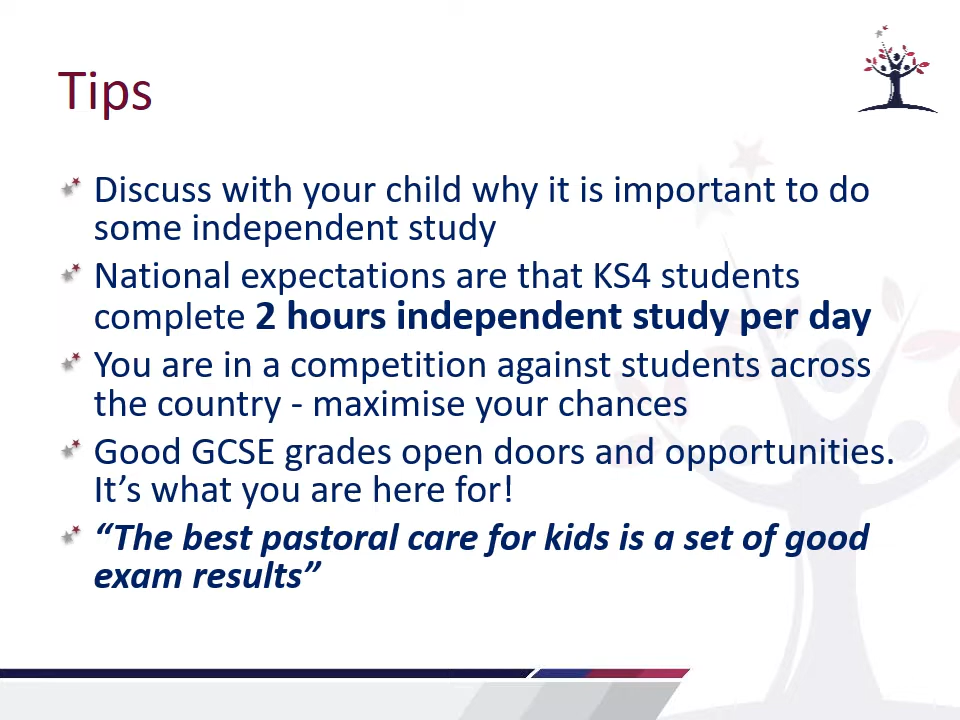 Tips
Discuss with your child why it is important to do
some independent study
National expectations are that KS4 students
complete 2 hours independent study per day
You are in a competition against students across
the country - maximise your chances
Good GCSE grades open doors and opportunities.
It’s what you are here for!
“The best pastoral care for kids is a set of good
exam results”